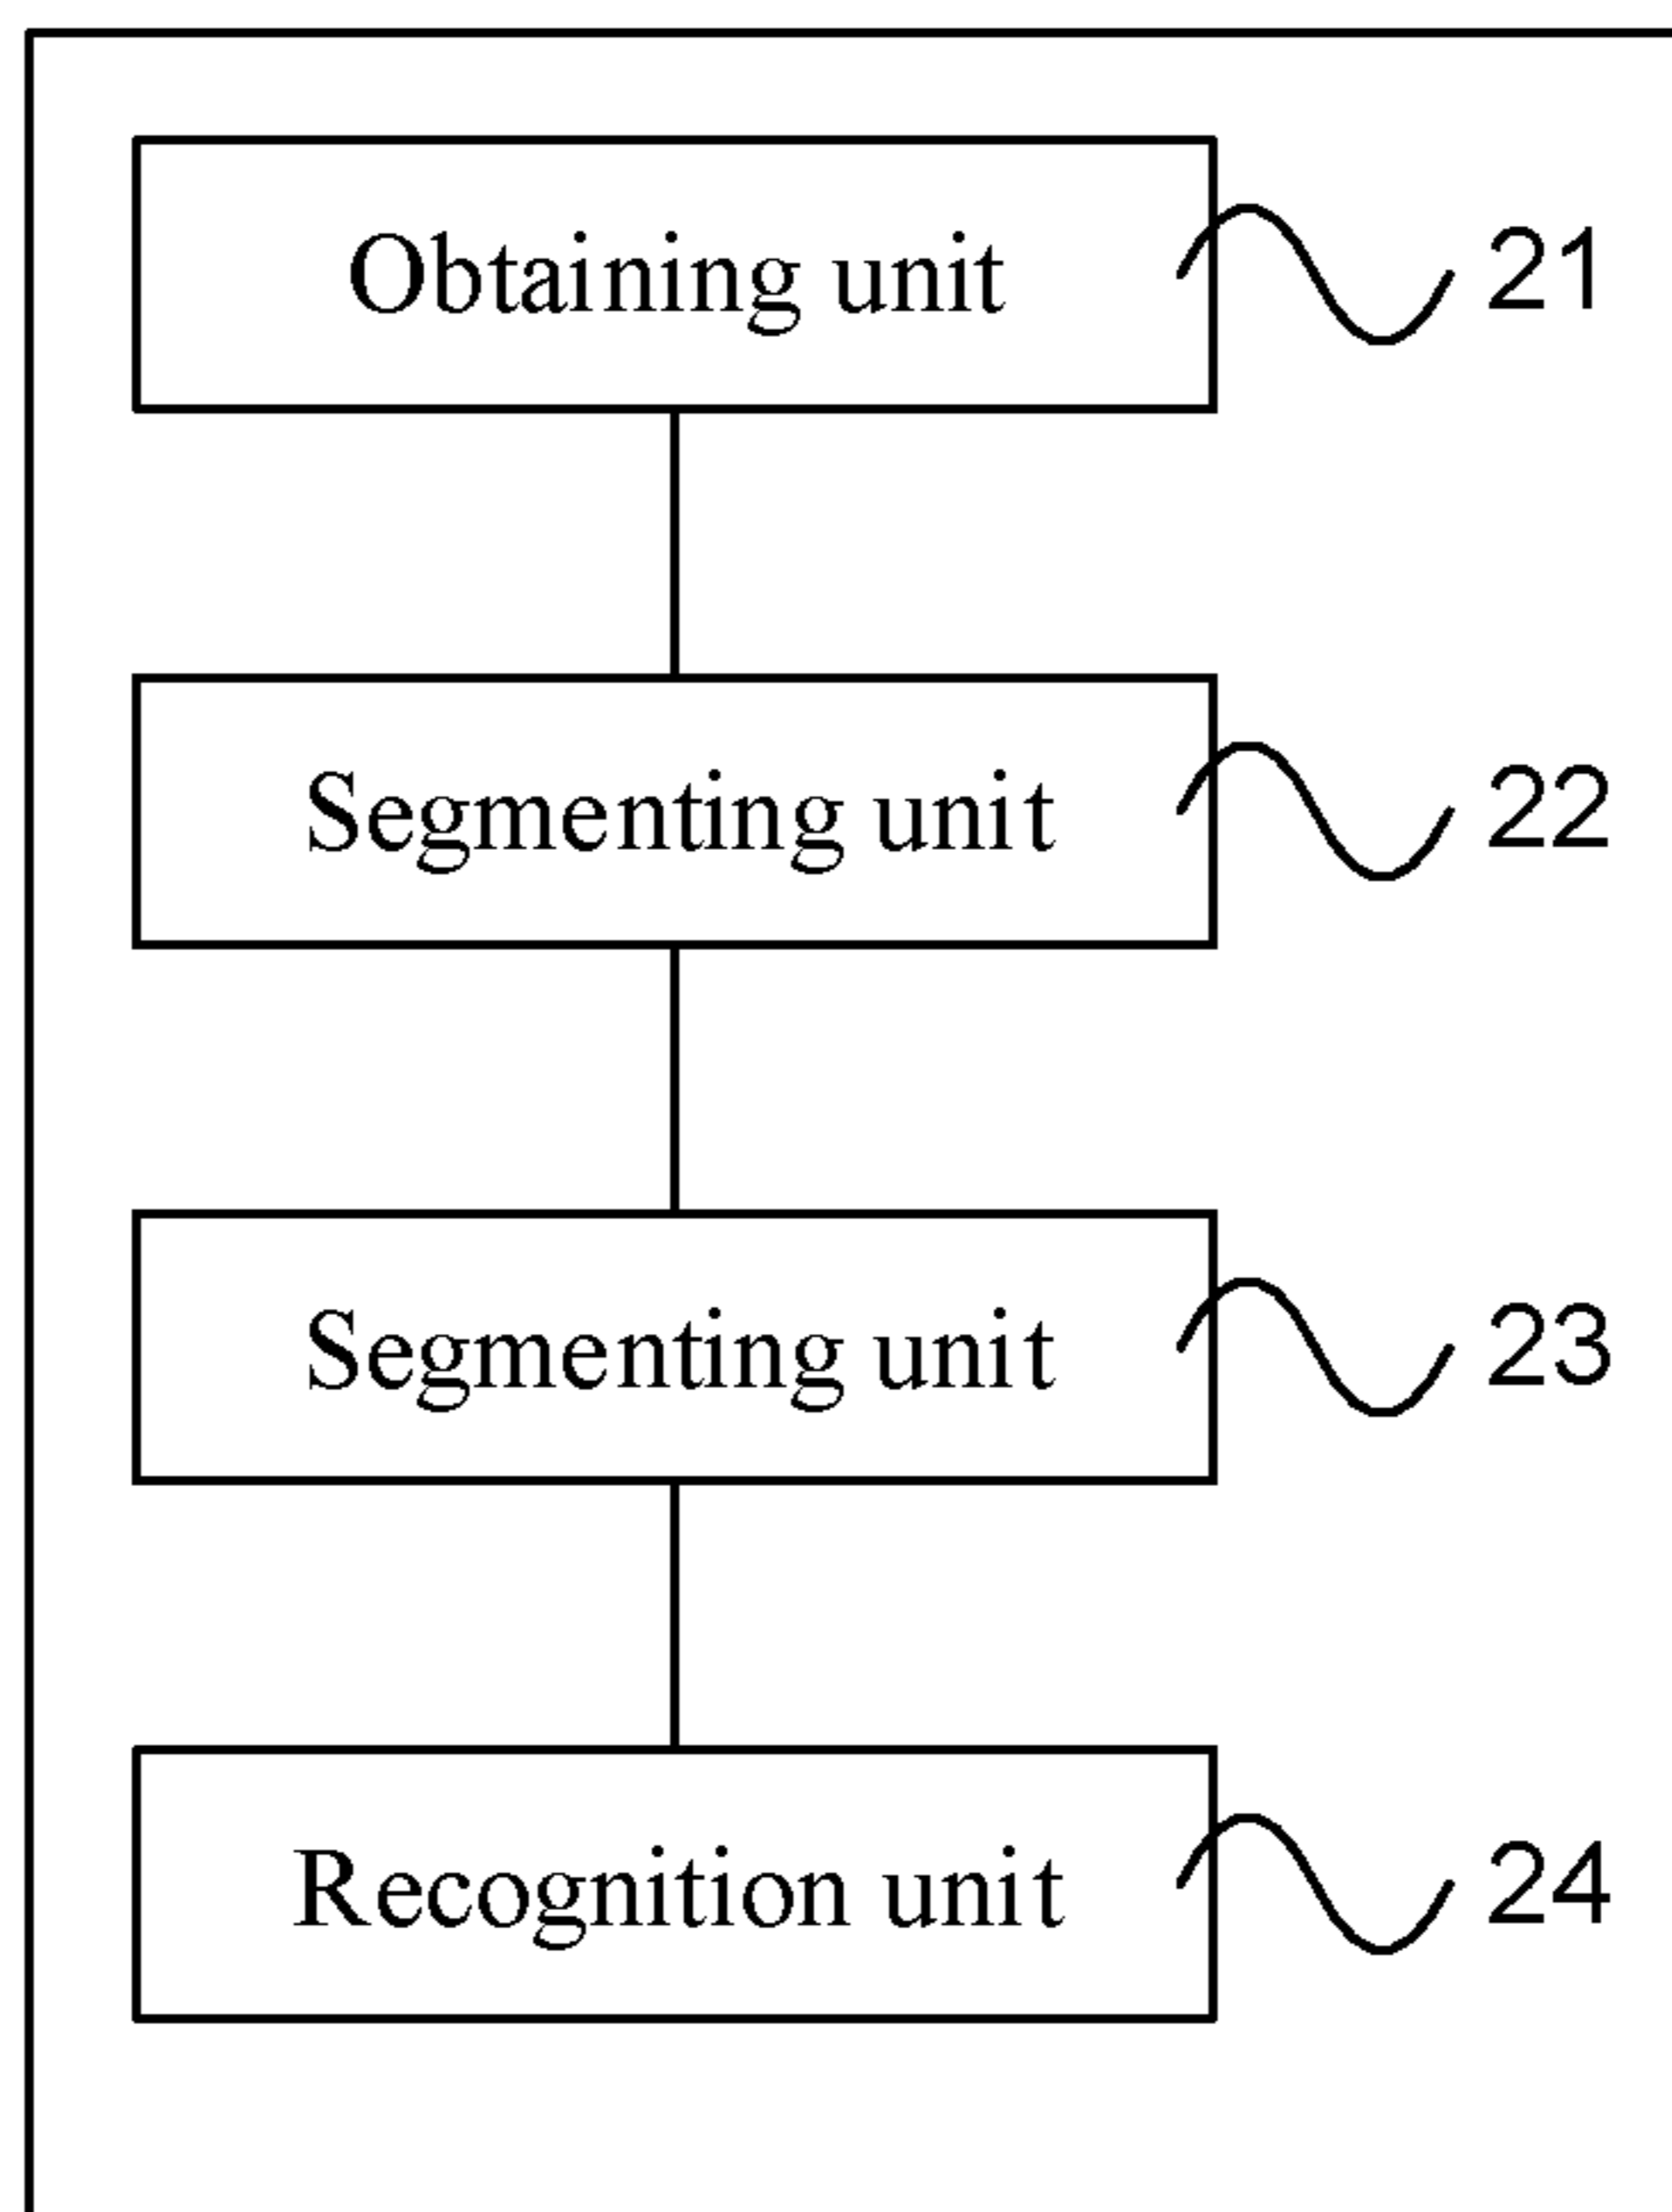 Obtaining unit 21
Segmenting unit 22
Segmenting unit 23
Recognition unit 24